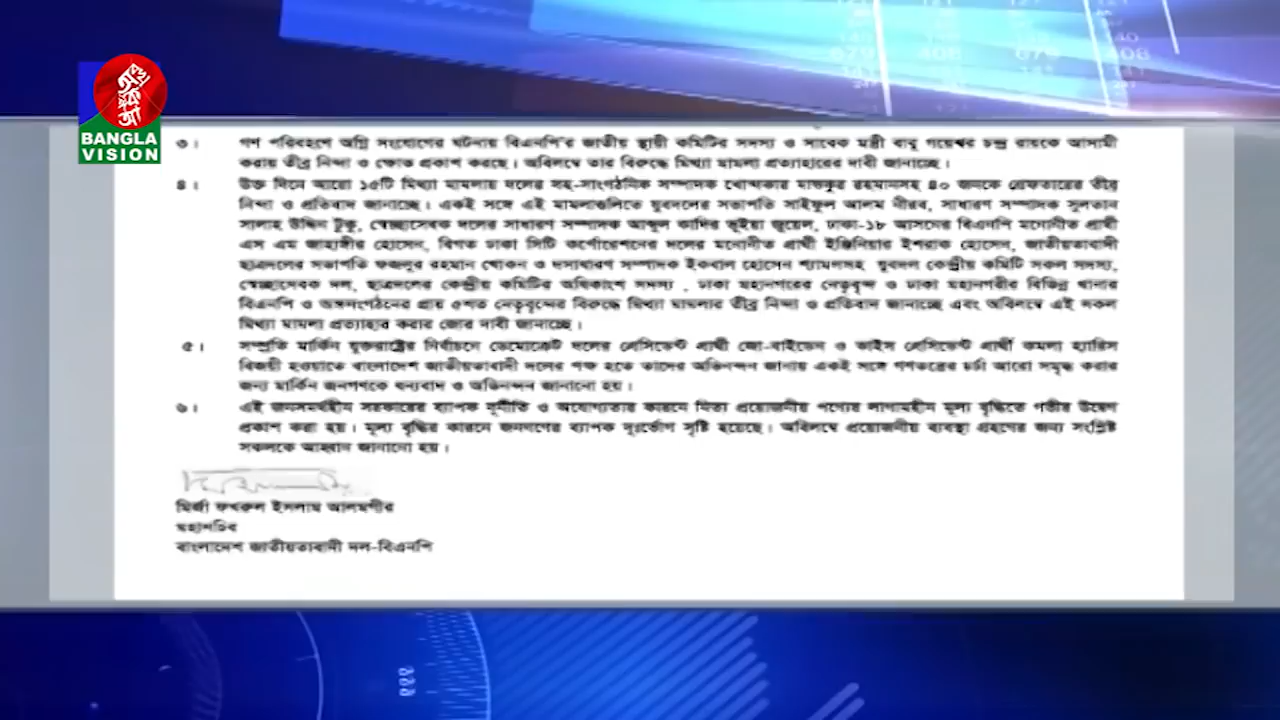 BANGLA
VISION
৩। গণ পরিবহণে অগ্নি সংযোগের ঘটনায় বিএনপি'র জাতীয় স্থায়ী কমিটির সদস্য ও সাবেক মন্ত্রী বাবু গয়েশ্বর চন্দ্র রায়কে আসামী
করায় তীব্র নিন্দা ও ক্ষোভ প্রকাশ করছে। অবিলম্বে তার বিরুদ্ধে মিথ্যা মামলা প্রত্যাহারের দাবী জানাচ্ছে।
৪। উক্ত দিনে আরো ১৫টি মিথ্যা মামলায় দলের সহ-সাংগঠনিক সম্পাদক খোন্দকার মাশুকুর রহমানসহ ৪০ জনকে গ্রেফতারের তীব্র
নিন্দা ও প্রতিবাদ জানাচ্ছে। একই সঙ্গে এই মামলাগুলিতে যুবদলের সভাপতি সাইফুল আলম নীরব, সাধারণ সম্পাদক সুলতান
সালাহ উদ্দিন টুকু, স্বেচ্ছাসেবক দলের সাধারণ সম্পাদক আব্দুল কাদির ভূইয়া জুয়েল, ঢাকা-১৮ আসনের বিএনপি মনোনীত প্রার্থী
এস এম জাহাঙ্গীর হোসেন, বিগত ঢাকা সিটি কর্পোরেশনের দলের মনোনীত প্রার্থী ইঞ্জিনিয়ার ইশরাক হোসেন, জাতীয়তাবাদী
ছাত্রদলের সভাপতি ফজলুর রহমান খোকন ও সাধারণ সম্পাদক ইকবাল হোসেন শ্যামলসহ যুবদল কেন্দ্রীয় কমিটি সকল সদস্য,
স্বেচ্ছাসেবক দল, ছাত্রদলের কেন্দ্রীয় কমিটির অধিকাংশ সদস্য , ঢাকা মহানগরের নেতৃবৃন্দ ও ঢাকা মহানগরীর বিভিন্ন থানার
বিএনপি ও অঙ্গসংগঠনের প্রায় ৫শত নেতৃবৃন্দের বিরুদ্ধে মিথ্যা মামলার তীব্র নিন্দা ও প্রতিবাদ জানাচ্ছে এবং অবিলম্বে এই সকল
মিথ্যা মামলা প্রত্যাহার করার জোর দাবী জানাচ্ছে।
৫। সম্প্রতি মার্কিন যুক্তরাষ্ট্রের নির্বাচনে ডেমোক্রেট দলের প্রেসিডেন্ট প্রার্থী জো-বাইডেন ও ভাইস প্রেসিডেন্ট প্রার্থী কমলা হ্যারিস
বিজয়ী হওয়াতে বাংলাদেশ জাতীয়তাবাদী দলের পক্ষ হতে তাদের অভিনন্দন জানায় একই সঙ্গে গণতন্ত্রের চর্চা আরো সমৃদ্ধ করার
জন্য মার্কিন জনগণকে ধন্যবাদ ও অভিনন্দন জানানো হয়।
৬। এই জনসমর্থহীন সরকারের ব্যাপক দূর্নীতি ও অযোগ্যতার কারনে নিত্য প্রয়োজনীয় পণ্যের লাগামহীন মূল্য বৃদ্ধিতে গভীর উদ্বেগ
প্রকাশ করা হয়। মূল্য বৃদ্ধির কারনে জনগণের ব্যাপক দুঃর্ভোগ সৃষ্টি হয়েছে। অবিলম্বে প্রয়োজনীয় ব্যবস্থা গ্রহণের জন্য সংশ্লিষ্ট
সকলকে আহবান জানানো হয়।
মির্জা ফখরুল ইসলাম আলমগীর
মহাসচিব
বাংলাদেশ জাতীয়তাবাদী দল-বিএনপি